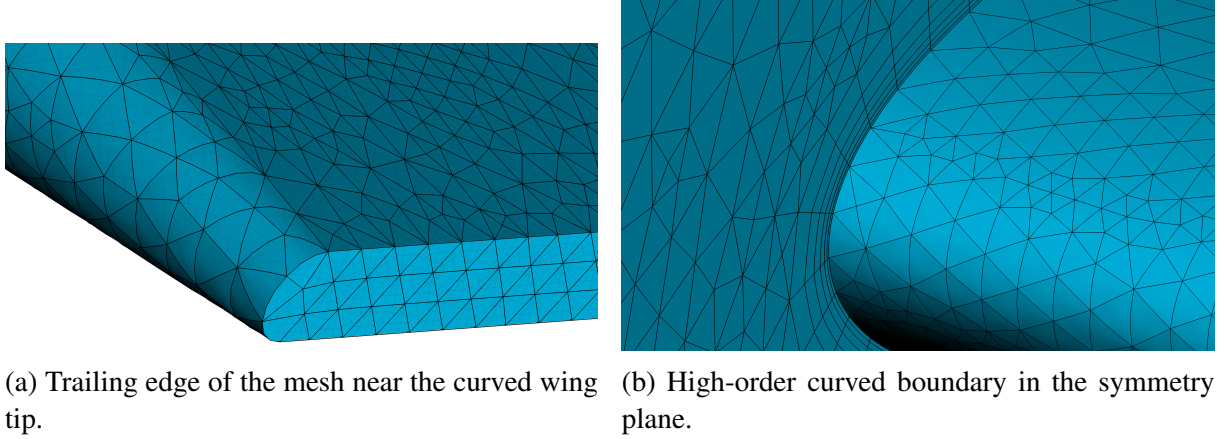 (a) Trailing edge of the mesh near the curved wing
tip.
(b) High-order curved boundary in the symmetry
plane.